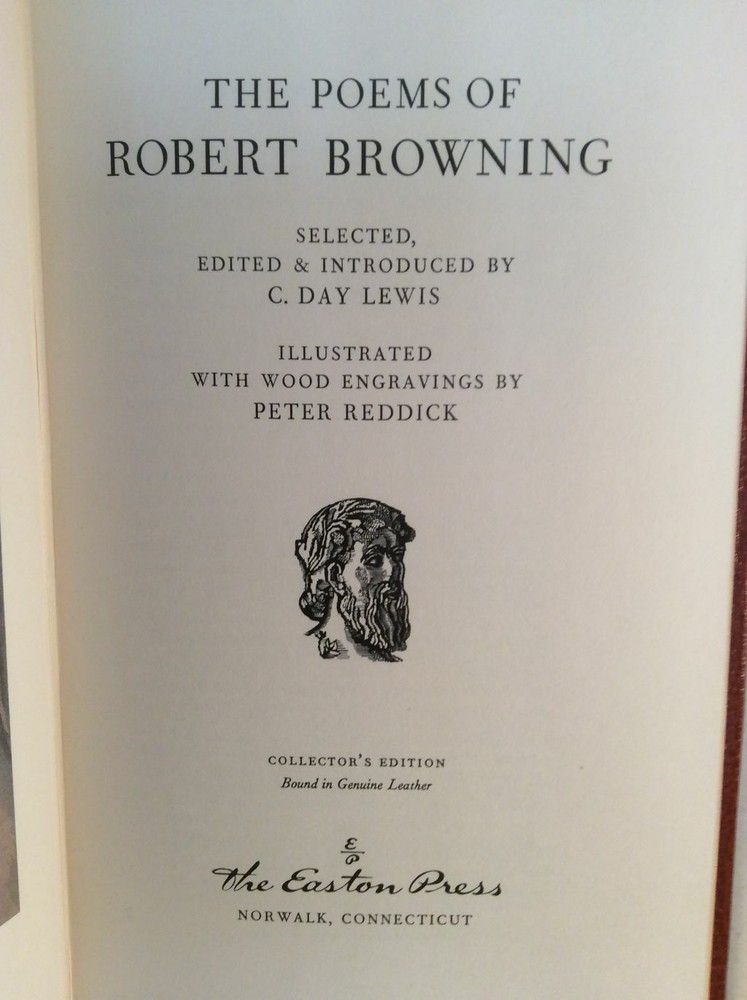 THE POEMS OF
ROBERT BROWNING
SELECTED,
EDITED & INTRODUCED BY
C. DAY LEWIS
ILLUSTRATED
WITH WOOD ENGRAVINGS BY
PETER REDDICK
COLLECTOR'S EDITION
Bound in Genuine Leather
E
P
The Easton Press
NORWALK, CONNECTICUT